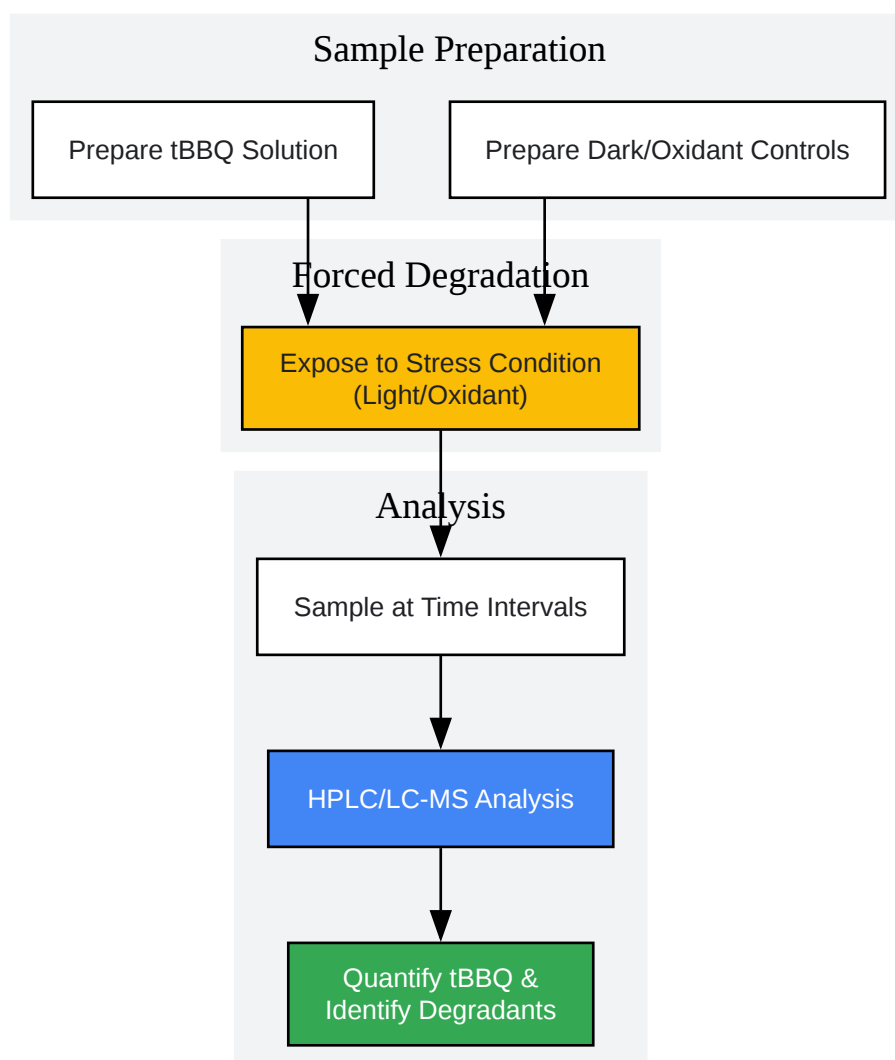 Sample Preparation
Prepare tBBQ Solution
Prepare Dark/Oxidant Controls
Forced Degradation
Expose to Stress Condition
(Light/Oxidant)
Analysis
Sample at Time Intervals
HPLC/LC-MS Analysis
Quantify tBBQ &
Identify Degradants